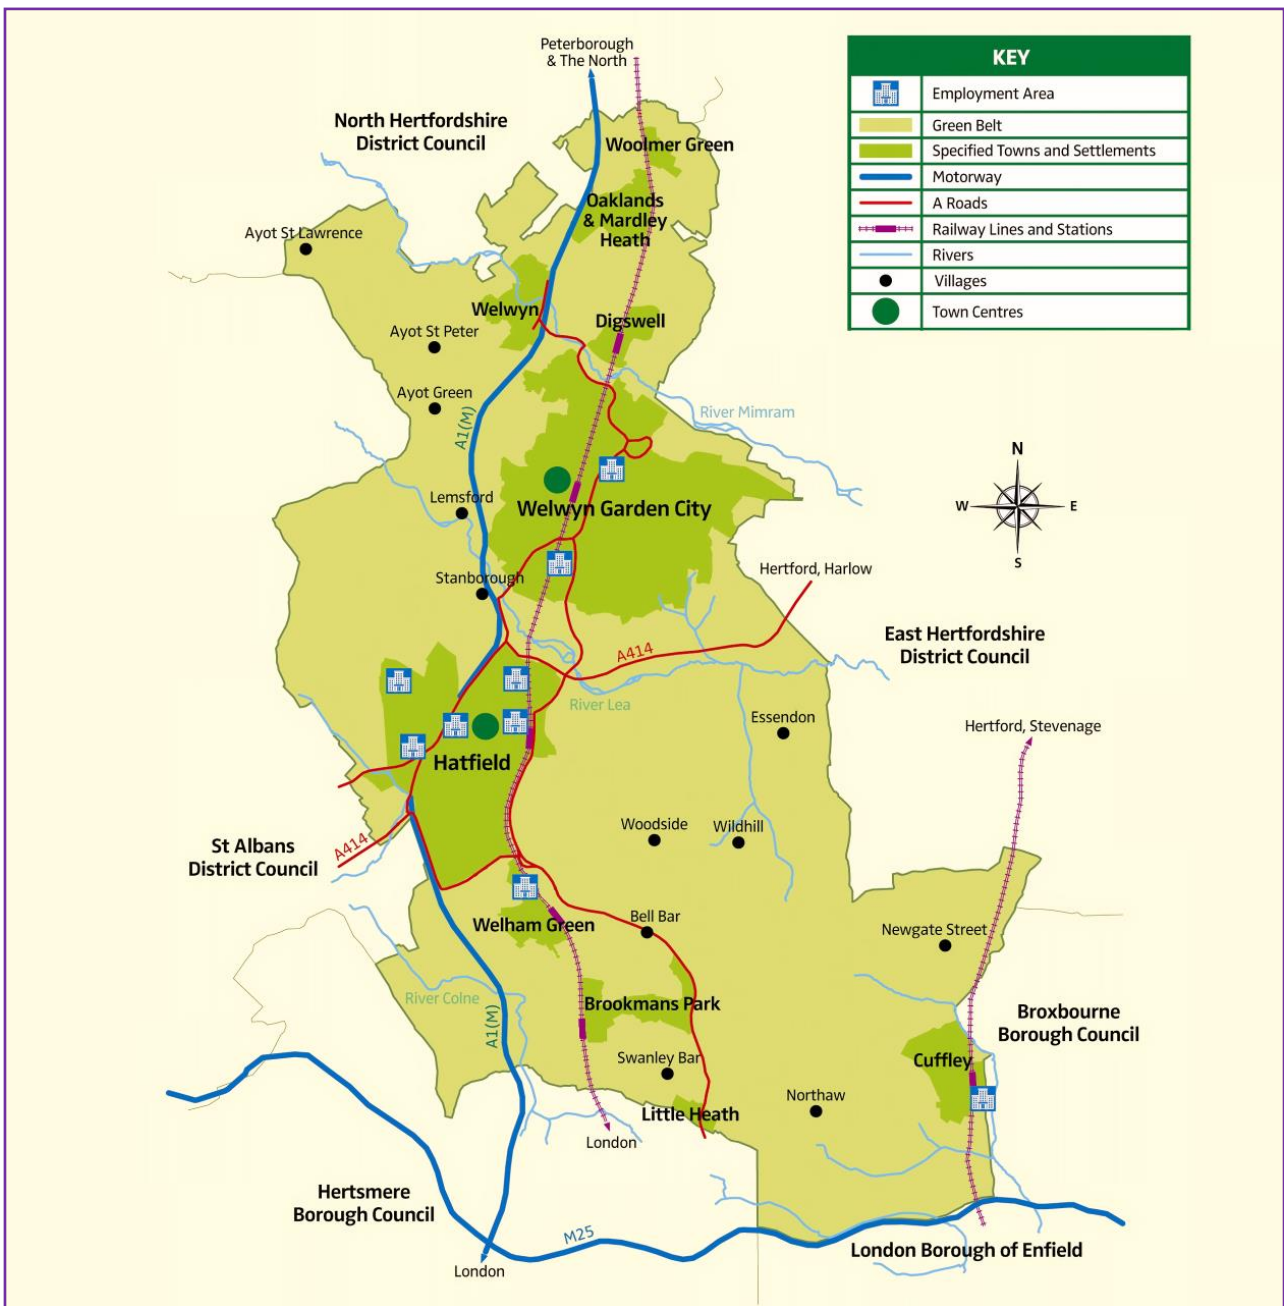 Peterborough
& The North
KEY
Employment Area
Green Belt
Specified Towns and Settlements
Motorway
A Roads
Railway Lines and Stations
Rivers
Villages
Town Centres
North Hertfordshire
District Council
Woolmer Green
Oaklands
& Mardley
Heath
Ayot St Lawrence
Welwyn
Digswell
Ayot St Peter
Ayot Green
A1(M)
River Mimram
N
W
E
S
Lemsford
Welwyn Garden City
Stanborough
Hertford, Harlow
East Hertfordshire
District Council
A414
River Lea
Essendon
Hertford, Stevenage
Hatfield
Woodside
Wildhill
St Albans
District Council
A414
Welham Green
Bell Bar
Newgate Street
River Colne
A1(M)
Brookmans Park
Broxbourne
Borough Council
Swanley Bar
Cuffley
Northaw
Little Heath
London
Hertsmere
Borough Council
M25
London Borough of Enfield
London